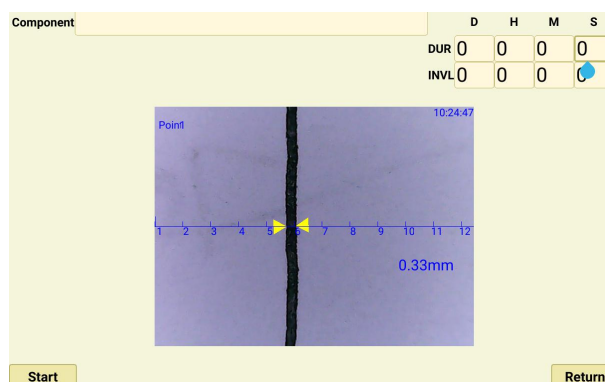 Component D H M S
DUR 0 0 0 0
INVL 0 0 0 0
10:24:47
Point1
1 2 3 4 5 6 7 8 9 10 11 12
0.33mm
Start Return